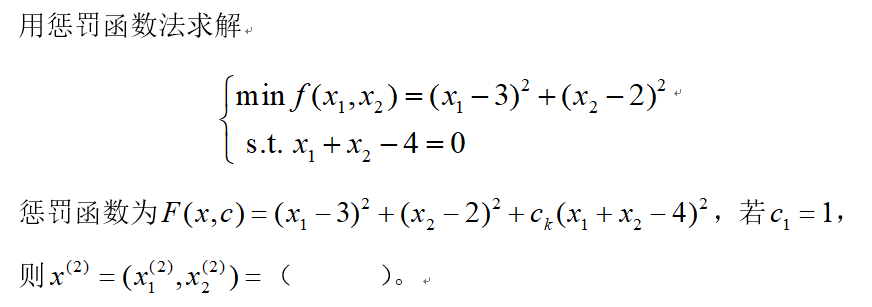 用惩罚函数法求解
min f(x₁,x₂)=(x₁−3)²+(x₂−2)²
s.t. x₁+x₂−4=0
惩罚函数为F(x,c)=(x₁−3)²+(x₂−2)²+cₖ(x₁+x₂−4)²，若c₁=1，
则x⁽²⁾=(x₁⁽²⁾,x₂⁽²⁾)=（ ）。